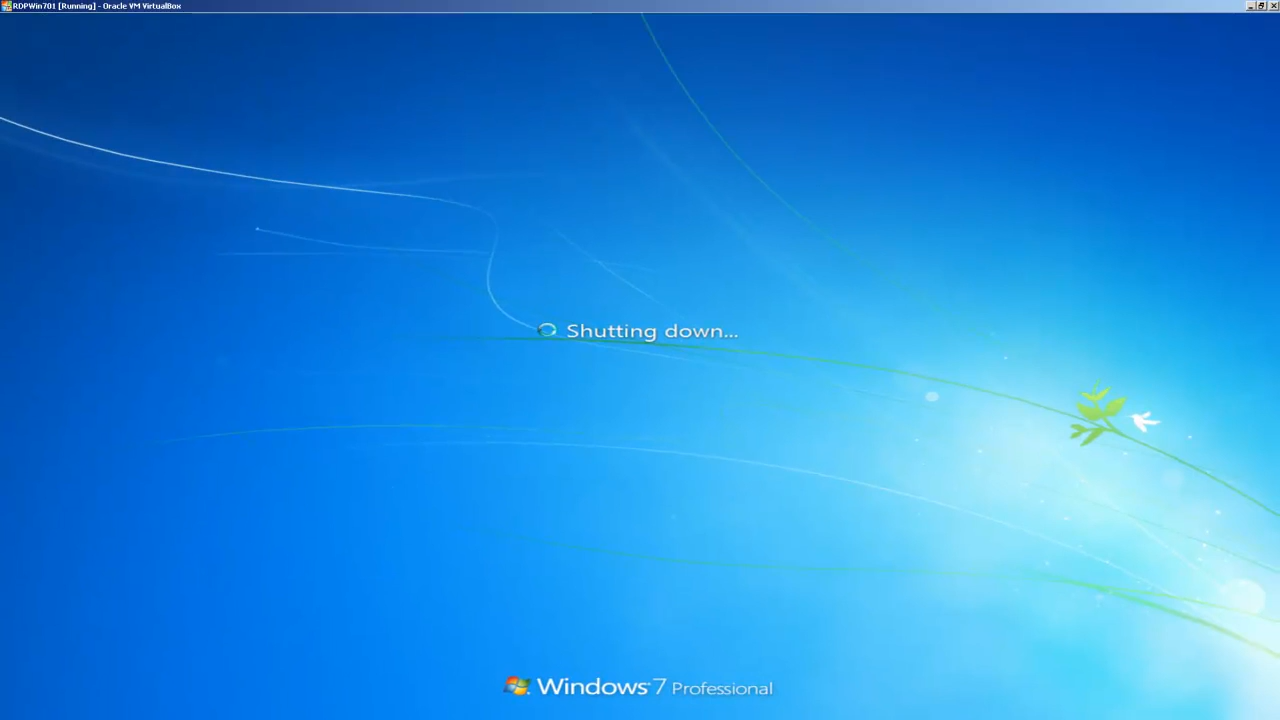 RDPWin701 [Running] - Oracle VM VirtualBox
Shutting down...
Windows 7 Professional